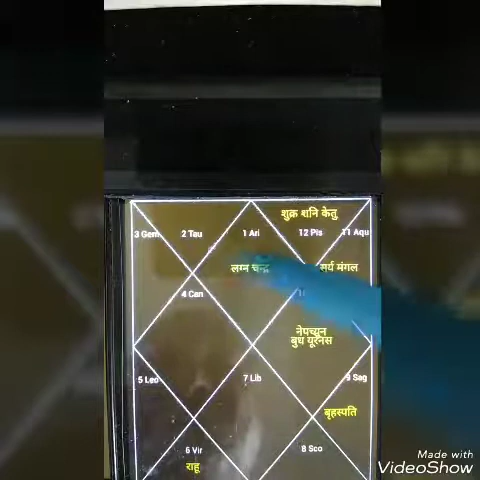 शुक्र शनि केतु
3 Gem
2 Tau
1 Ari
12 Pis
11 Aqu
लग्न चन्द्र
सूर्य मंगल
4 Can
नेपच्यून
बुध यूरेनस
5 Leo
7 Lib
9 Sag
बृहस्पति
6 Vir
8 Sco
राहू
Made with
VideoShow